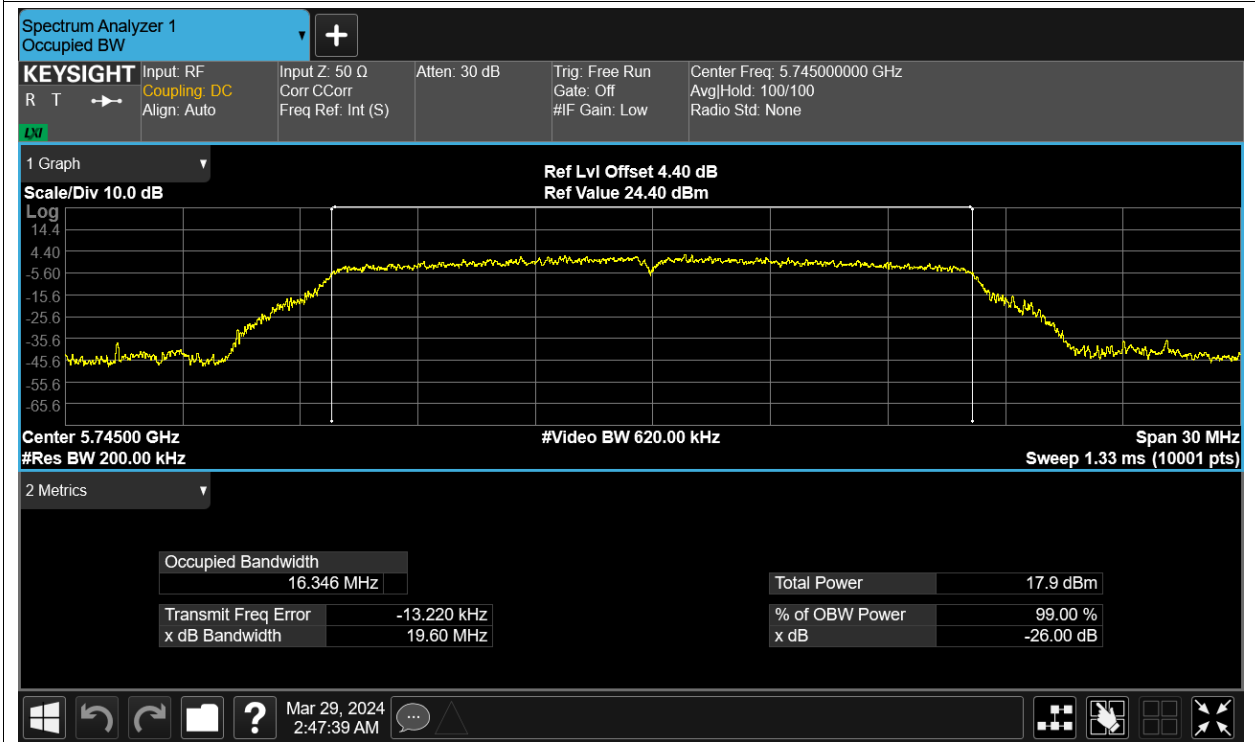 Spectrum Analyzer 1
Occupied BW
KEYSIGHT
R T
LXI
Input: RF
Coupling: DC
Align: Auto
Input Z: 50 Ω
Corr CCorr
Freq Ref: Int (S)
Atten: 30 dB
Trig: Free Run
Gate: Off
#IF Gain: Low
Center Freq: 5.745000000 GHz
Avg|Hold: 100/100
Radio Std: None
1 Graph
Scale/Div 10.0 dB
Ref Lvl Offset 4.40 dB
Ref Value 24.40 dBm
Log
14.4
4.40
-5.60
-15.6
-25.6
-35.6
-45.6
-55.6
-65.6
Center 5.74500 GHz
#Video BW 620.00 kHz
Span 30 MHz
#Res BW 200.00 kHz
Sweep 1.33 ms (10001 pts)
2 Metrics
Occupied Bandwidth
16.346 MHz
Total Power 17.9 dBm
Transmit Freq Error -13.220 kHz
% of OBW Power 99.00 %
x dB Bandwidth 19.60 MHz
x dB -26.00 dB
?
Mar 29, 2024
2:47:39 AM